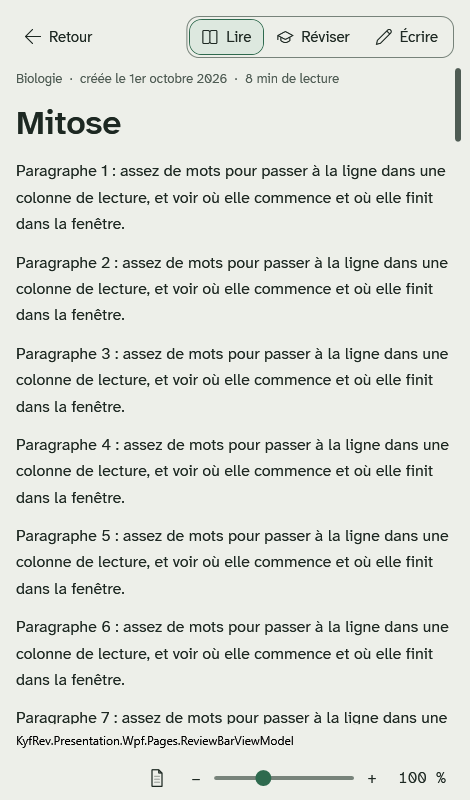 Retour
Lire
Réviser
Écrire
Biologie · créée le 1er octobre 2026 · 8 min de lecture
Mitose
Paragraphe 1 : assez de mots pour passer à la ligne dans une
colonne de lecture, et voir où elle commence et où elle finit
dans la fenêtre.
Paragraphe 2 : assez de mots pour passer à la ligne dans une
colonne de lecture, et voir où elle commence et où elle finit
dans la fenêtre.
Paragraphe 3 : assez de mots pour passer à la ligne dans une
colonne de lecture, et voir où elle commence et où elle finit
dans la fenêtre.
Paragraphe 4 : assez de mots pour passer à la ligne dans une
colonne de lecture, et voir où elle commence et où elle finit
dans la fenêtre.
Paragraphe 5 : assez de mots pour passer à la ligne dans une
colonne de lecture, et voir où elle commence et où elle finit
dans la fenêtre.
Paragraphe 6 : assez de mots pour passer à la ligne dans une
colonne de lecture, et voir où elle commence et où elle finit
dans la fenêtre.
Paragraphe 7 : assez de mots pour passer à la ligne dans une
KyfRev.Presentation.Wpf.Pages.ReviewBarViewModel
− + 100 %